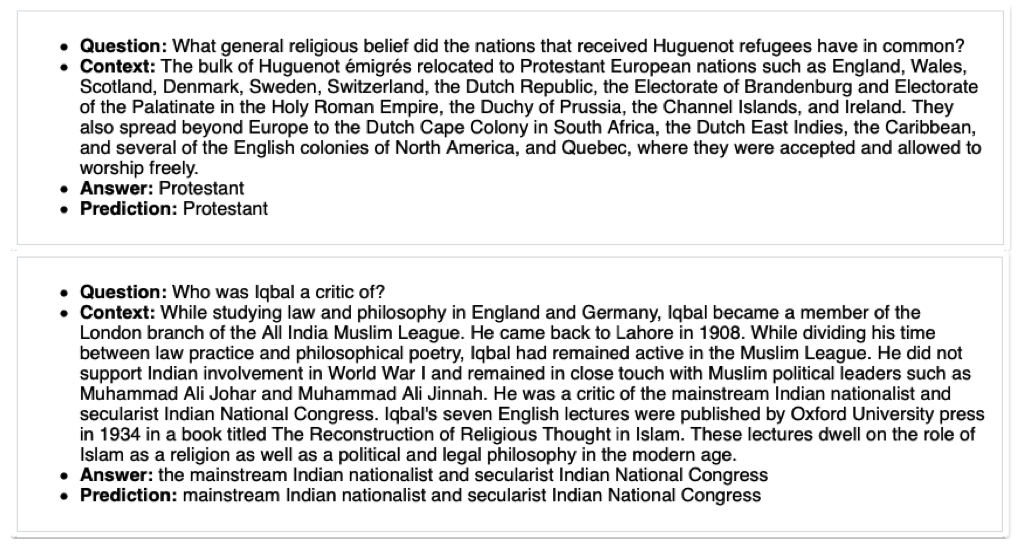 • Question: What general religious belief did the nations that received Huguenot refugees have in common?
• Context: The bulk of Huguenot émigrés relocated to Protestant European nations such as England, Wales,
Scotland, Denmark, Sweden, Switzerland, the Dutch Republic, the Electorate of Brandenburg and Electorate
of the Palatinate in the Holy Roman Empire, the Duchy of Prussia, the Channel Islands, and Ireland. They
also spread beyond Europe to the Dutch Cape Colony in South Africa, the Dutch East Indies, the Caribbean,
and several of the English colonies of North America, and Quebec, where they were accepted and allowed to
worship freely.
• Answer: Protestant
• Prediction: Protestant
• Question: Who was Iqbal a critic of?
• Context: While studying law and philosophy in England and Germany, Iqbal became a member of the
London branch of the All India Muslim League. He came back to Lahore in 1908. While dividing his time
between law practice and philosophical poetry, Iqbal had remained active in the Muslim League. He did not
support Indian involvement in World War I and remained in close touch with Muslim political leaders such as
Muhammad Ali Johar and Muhammad Ali Jinnah. He was a critic of the mainstream Indian nationalist and
secularist Indian National Congress. Iqbal's seven English lectures were published by Oxford University press
in 1934 in a book titled The Reconstruction of Religious Thought in Islam. These lectures dwell on the role of
Islam as a religion as well as a political and legal philosophy in the modern age.
• Answer: the mainstream Indian nationalist and secularist Indian National Congress
• Prediction: mainstream Indian nationalist and secularist Indian National Congress